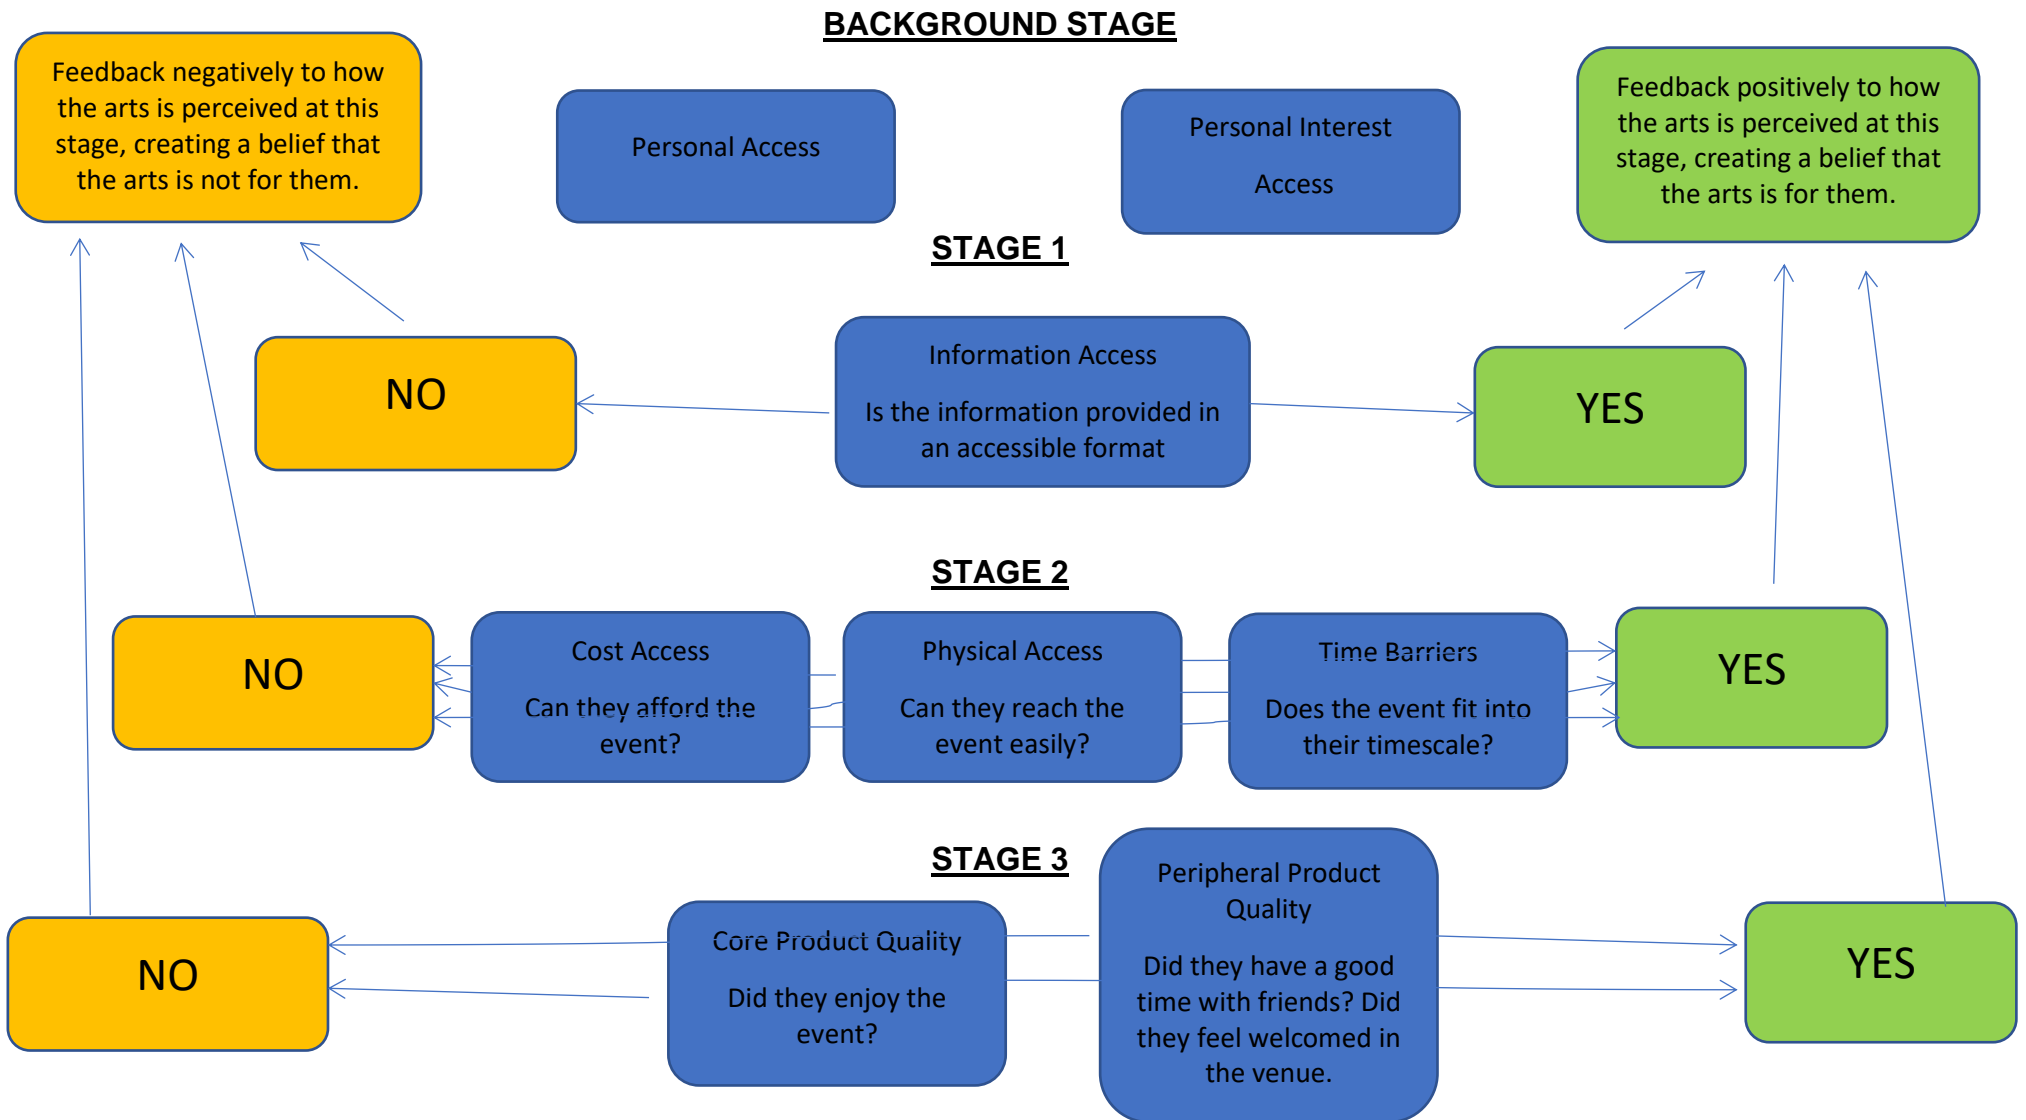 BACKGROUND STAGE
Feedback negatively to how
the arts is perceived at this
stage, creating a belief that
the arts is not for them.
Personal Access
Personal Interest
Access
Feedback positively to how
the arts is perceived at this
stage, creating a belief that
the arts is for them.
STAGE 1
NO
Information Access
Is the information provided in
an accessible format
YES
STAGE 2
NO
Cost Access
Can they afford the
event?
Physical Access
Can they reach the
event easily?
Time Barriers
Does the event fit into
their timescale?
YES
STAGE 3
NO
Core Product Quality
Did they enjoy the
event?
Peripheral Product
Quality
Did they have a good
time with friends? Did
they feel welcomed in
the venue.
YES